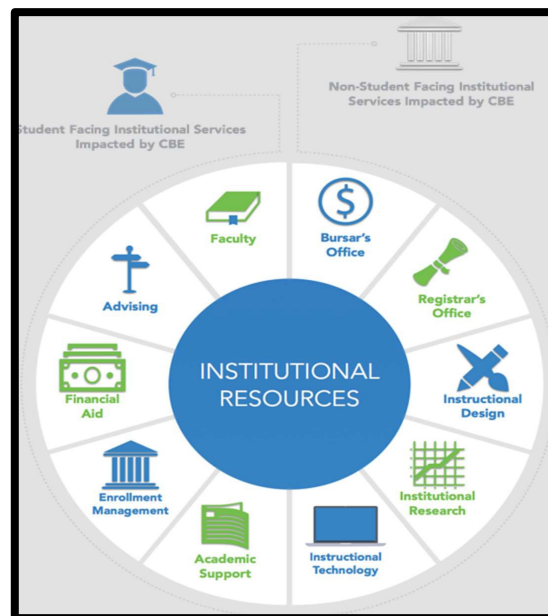 Student Facing Institutional Services
Impacted by CBE
Non-Student Facing Institutional
Services Impacted by CBE
Faculty
Bursar's
Office
Advising
Registrar's
Office
Financial
Aid
INSTITUTIONAL
RESOURCES
Instructional
Design
Enrollment
Management
Institutional
Research
Academic
Support
Instructional
Technology